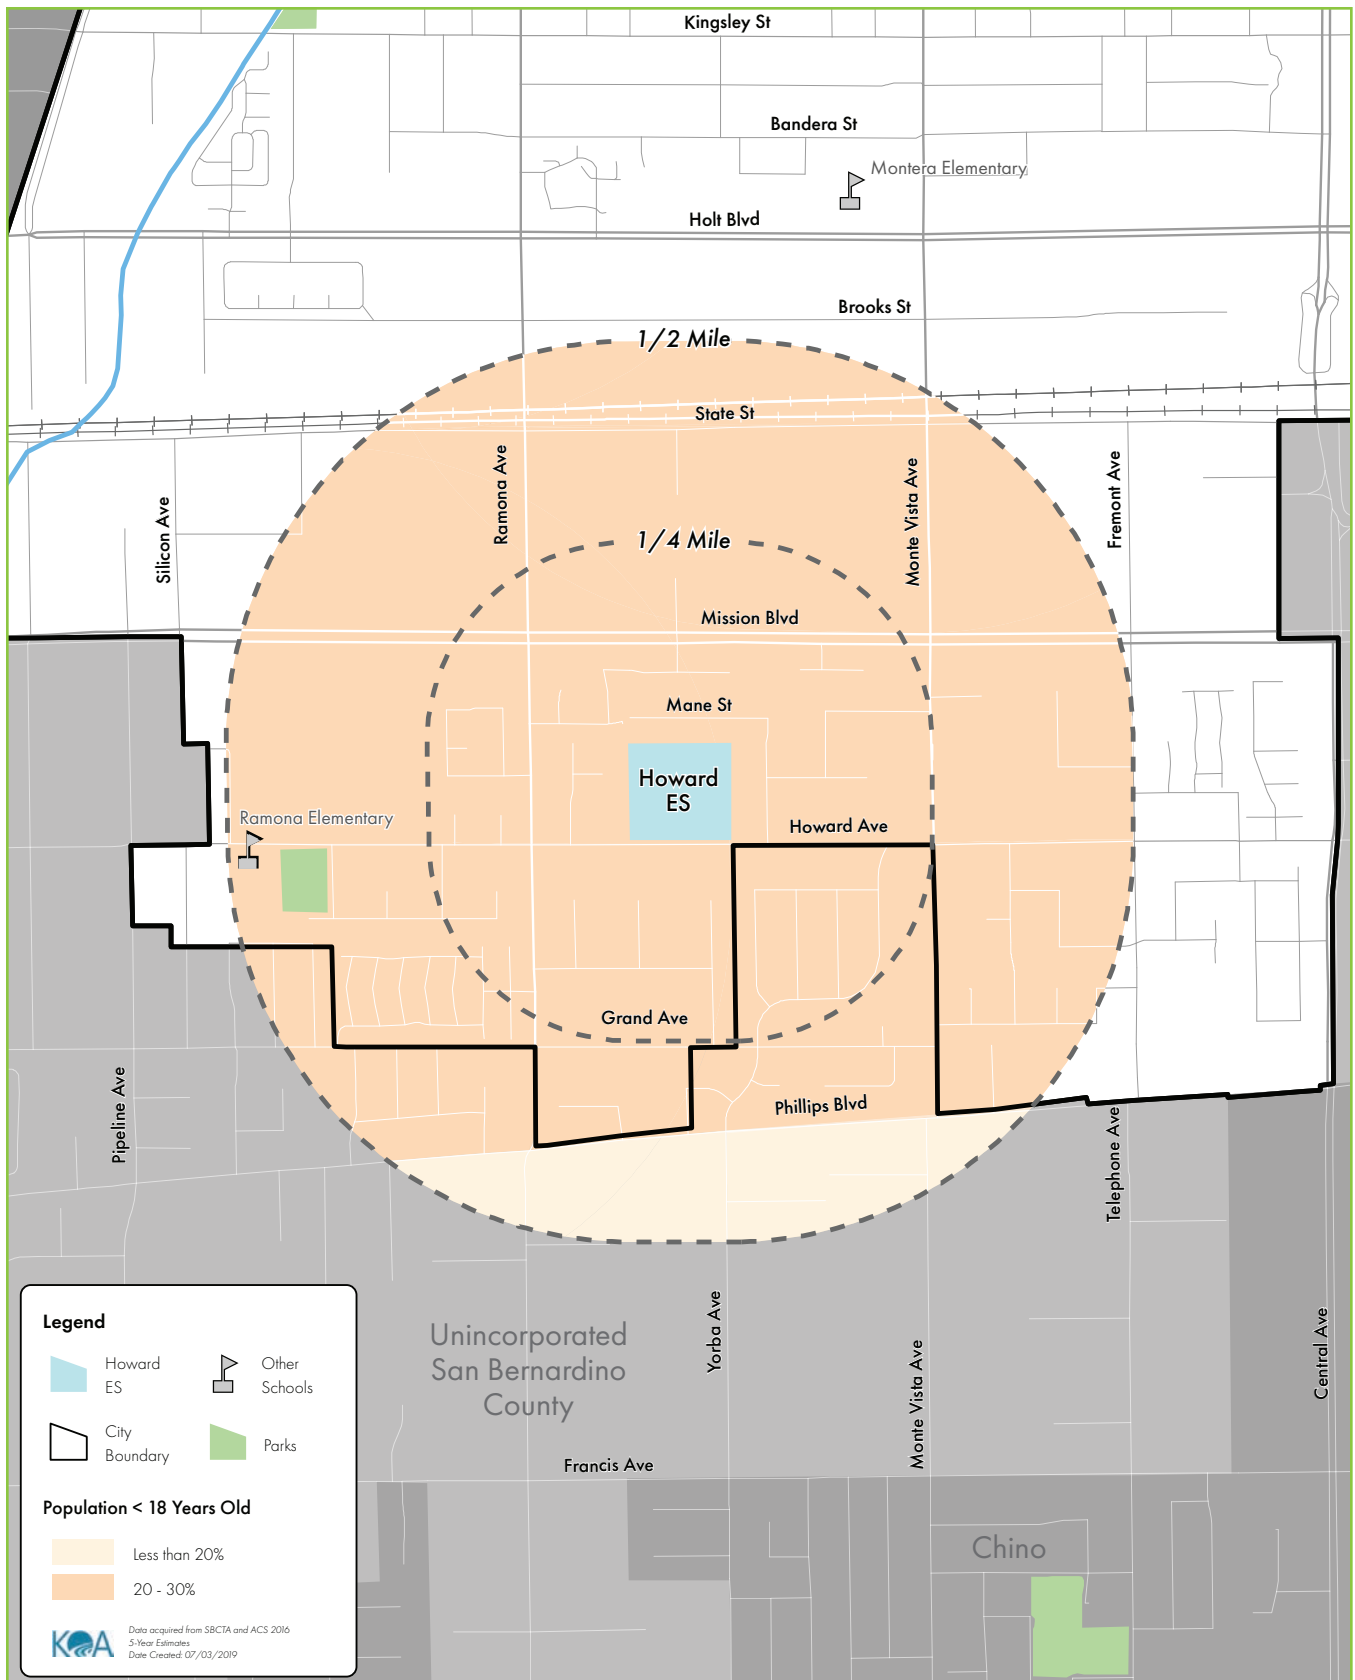 Kingsley St
Bandera St
Montera Elementary
Holt Blvd
Brooks St
1/2 Mile
State St
Ramona Ave
Monte Vista Ave
Fremont Ave
Silicon Ave
1/4 Mile
Mission Blvd
Mane St
Howard
ES
Ramona Elementary
Howard Ave
Grand Ave
Pipeline Ave
Phillips Blvd
Telephone Ave
Unincorporated
San Bernardino
County
Yorba Ave
Monte Vista Ave
Central Ave
Francis Ave
Chino
Legend
Howard
ES
Other
Schools
City
Boundary
Parks
Population < 18 Years Old
Less than 20%
20 - 30%
KOA
Data acquired from SBCTA and ACS 2016
5-Year Estimates
Date Created: 07/03/2019